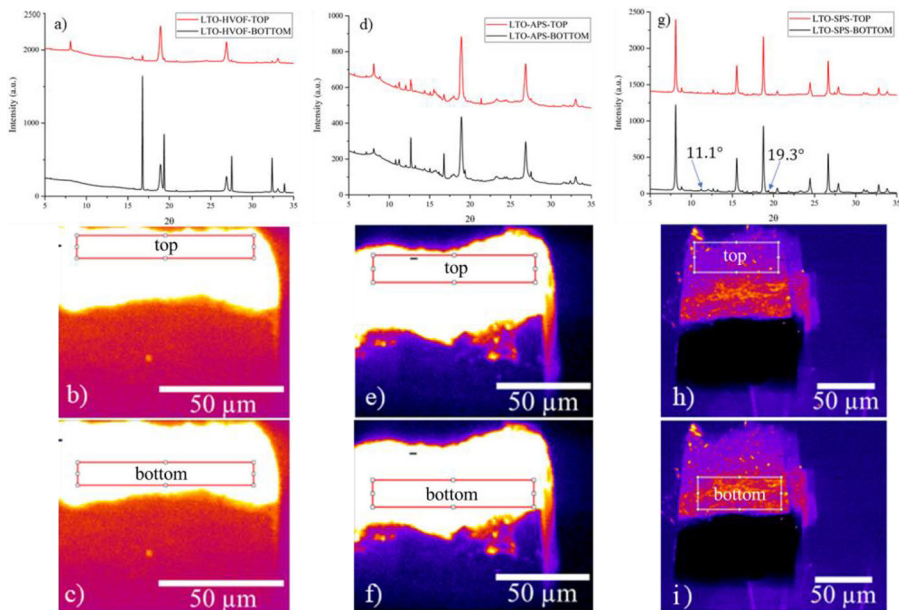 a)
LTO-HVOF-TOP
LTO-HVOF-BOTTOM
Intensity (a.u.)
2500
2000
1500
500
0
5 10 15 20 25 30 35
2θ
d)
LTO-APS-TOP
LTO-APS-BOTTOM
Intensity (a.u.)
1000
800
600
400
200
0
5 10 15 20 25 30 35
2θ
g)
LTO-SPS-TOP
LTO-SPS-BOTTOM
Intensity (a.u.)
2500
2000
1500
1000
500
0
11.1°
19.3°
5 10 15 20 25 30 35
2θ
top
b)
50 µm
top
e)
50 µm
top
h)
50 µm
bottom
c)
50 µm
bottom
f)
50 µm
bottom
i)
50 µm